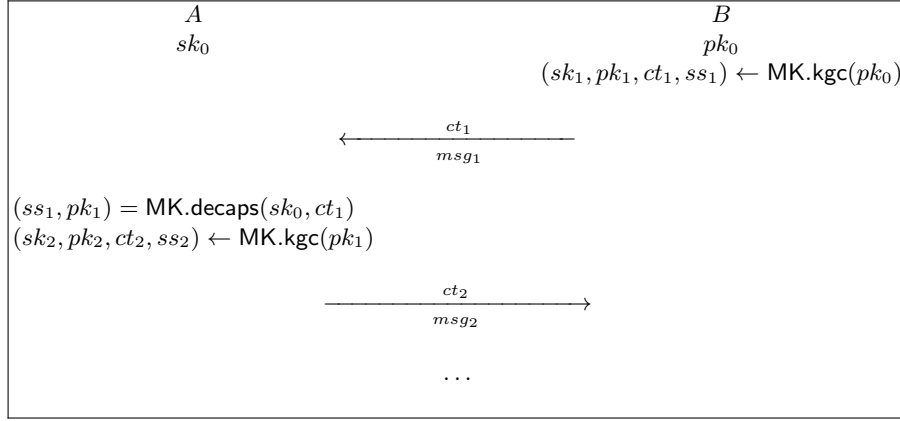 A B
sk₀ pk₀
(sk₁, pk₁, ct₁, ss₁) ← MK.kgc(pk₀)
ct₁
msg₁
(ss₁, pk₁) = MK.decaps(sk₀, ct₁)
(sk₂, pk₂, ct₂, ss₂) ← MK.kgc(pk₁)
ct₂
msg₂
...